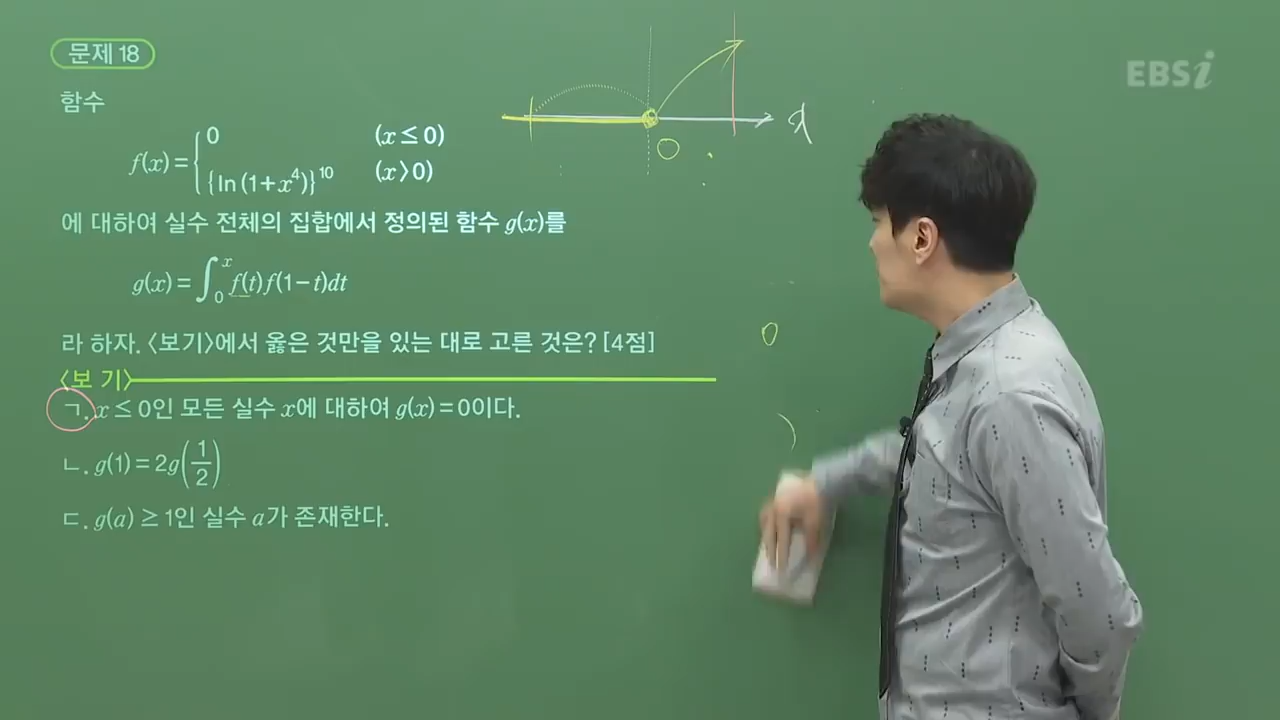 문제 18
EBSi
함수
f(x) = { 0 (x ≤ 0)
{ln(1+x⁴)}¹⁰ (x > 0)
에 대하여 실수 전체의 집합에서 정의된 함수 g(x)를
g(x) = ∫₀ˣ f(t)f(1−t)dt
라 하자. 〈보기〉에서 옳은 것만을 있는 대로 고른 것은? [4점]
〈보 기〉
ㄱ. x ≤ 0인 모든 실수 x에 대하여 g(x) = 0이다.
ㄴ. g(1) = 2g(1/2)
ㄷ. g(a) ≥ 1인 실수 a가 존재한다.
x
0
0